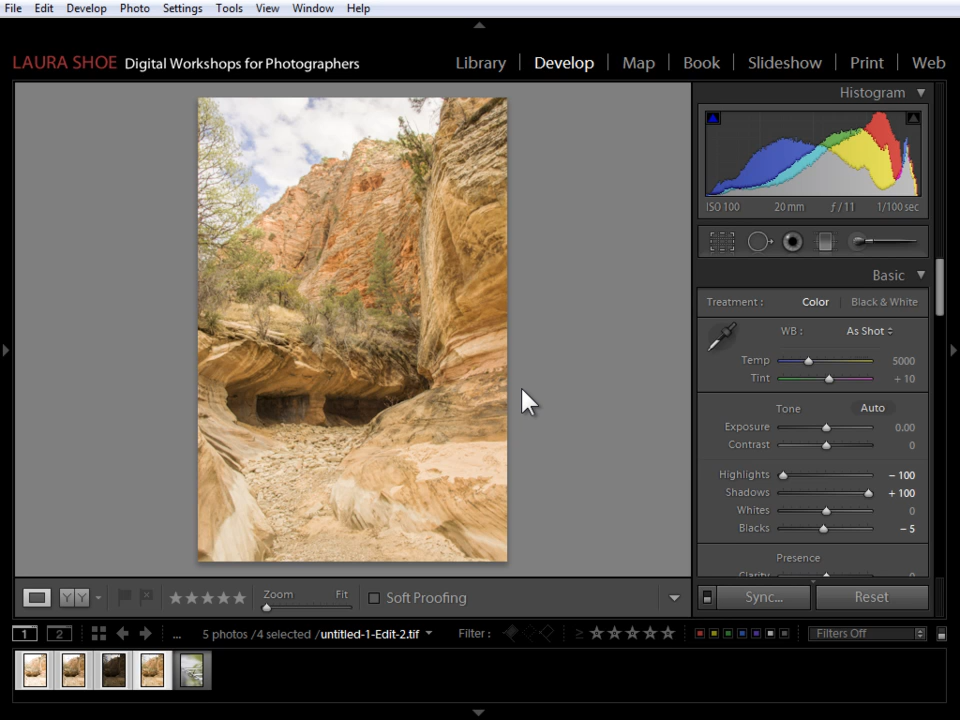 File Edit Develop Photo Settings Tools View Window Help
LAURA SHOE Digital Workshops for Photographers
Library Develop Map Book Slideshow Print Web
Histogram
ISO 100 20 mm ƒ / 11 1/100 sec
Basic
Treatment : Color Black & White
WB : As Shot
Temp 5000
Tint + 10
Tone Auto
Exposure 0.00
Contrast 0
Highlights – 100
Shadows + 100
Whites 0
Blacks – 5
Presence
Clarity 0
YY Zoom Fit Soft Proofing
Sync... Reset
1 2 ... 5 photos /4 selected /untitled-1-Edit-2.tif Filter : ≥ Filters Off